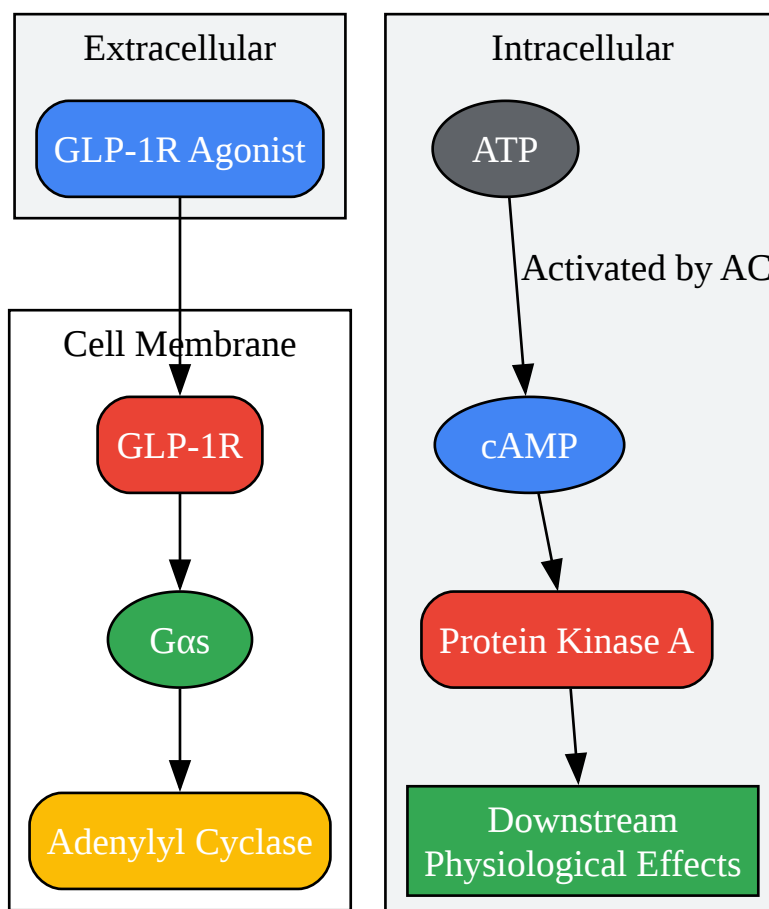 Extracellular
GLP-1R Agonist
Cell Membrane
GLP-1R
Gαs
Adenylyl Cyclase
Intracellular
ATP
Activated by AC
cAMP
Protein Kinase A
Downstream
Physiological Effects